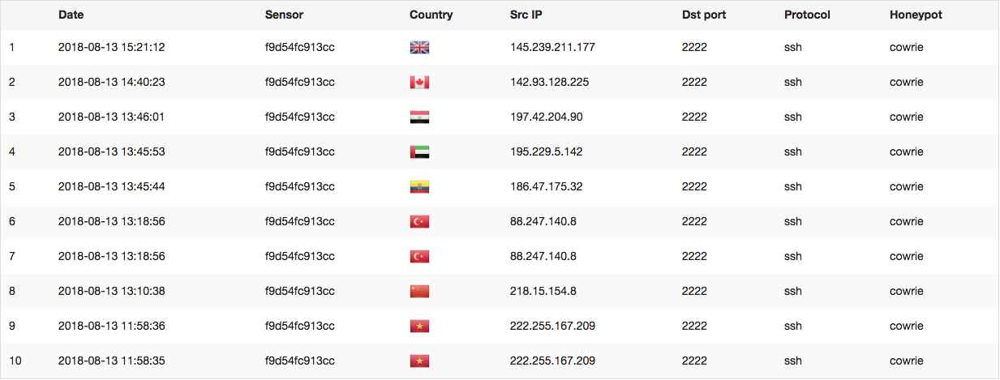 Date Sensor Country Src IP Dst port Protocol Honeypot
1 2018-08-13 15:21:12 f9d54fc913cc 145.239.211.177 2222 ssh cowrie
2 2018-08-13 14:40:23 f9d54fc913cc 142.93.128.225 2222 ssh cowrie
3 2018-08-13 13:46:01 f9d54fc913cc 197.42.204.90 2222 ssh cowrie
4 2018-08-13 13:45:53 f9d54fc913cc 195.229.5.142 2222 ssh cowrie
5 2018-08-13 13:45:44 f9d54fc913cc 186.47.175.32 2222 ssh cowrie
6 2018-08-13 13:18:56 f9d54fc913cc 88.247.140.8 2222 ssh cowrie
7 2018-08-13 13:18:56 f9d54fc913cc 88.247.140.8 2222 ssh cowrie
8 2018-08-13 13:10:38 f9d54fc913cc 218.15.154.8 2222 ssh cowrie
9 2018-08-13 11:58:36 f9d54fc913cc 222.255.167.209 2222 ssh cowrie
10 2018-08-13 11:58:35 f9d54fc913cc 222.255.167.209 2222 ssh cowrie